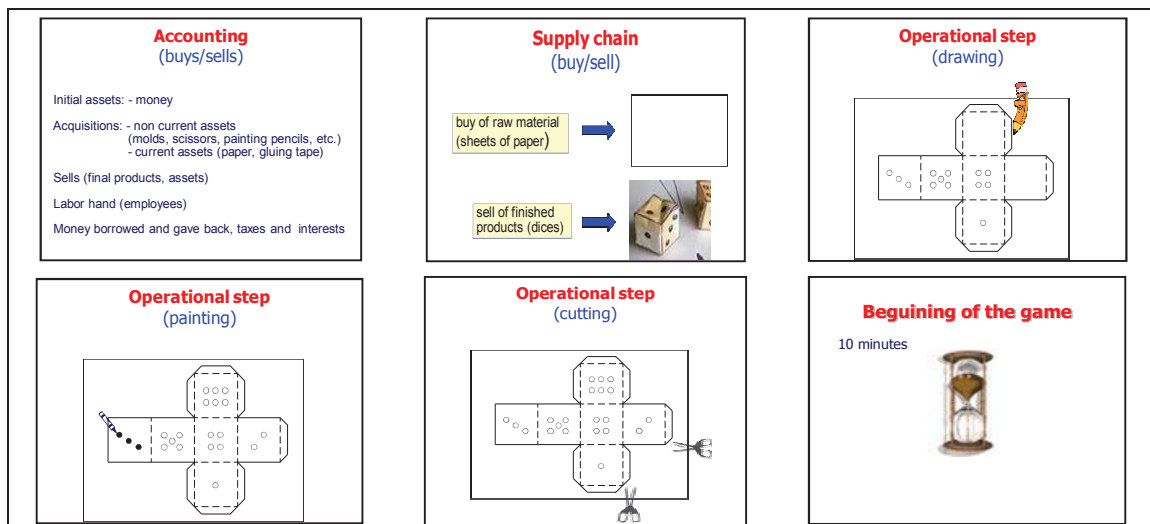 Accounting
(buys/sells)
Initial assets: - money
Acquisitions: - non current assets
(molds, scissors, painting pencils, etc.)
- current assets (paper, gluing tape)
Sells (final products, assets)
Labor hand (employees)
Money borrowed and gave back, taxes and interests
Supply chain
(buy/sell)
buy of raw material
(sheets of paper)
sell of finished
products (dices)
Operational step
(drawing)
Operational step
(painting)
Operational step
(cutting)
Beguining of the game
10 minutes